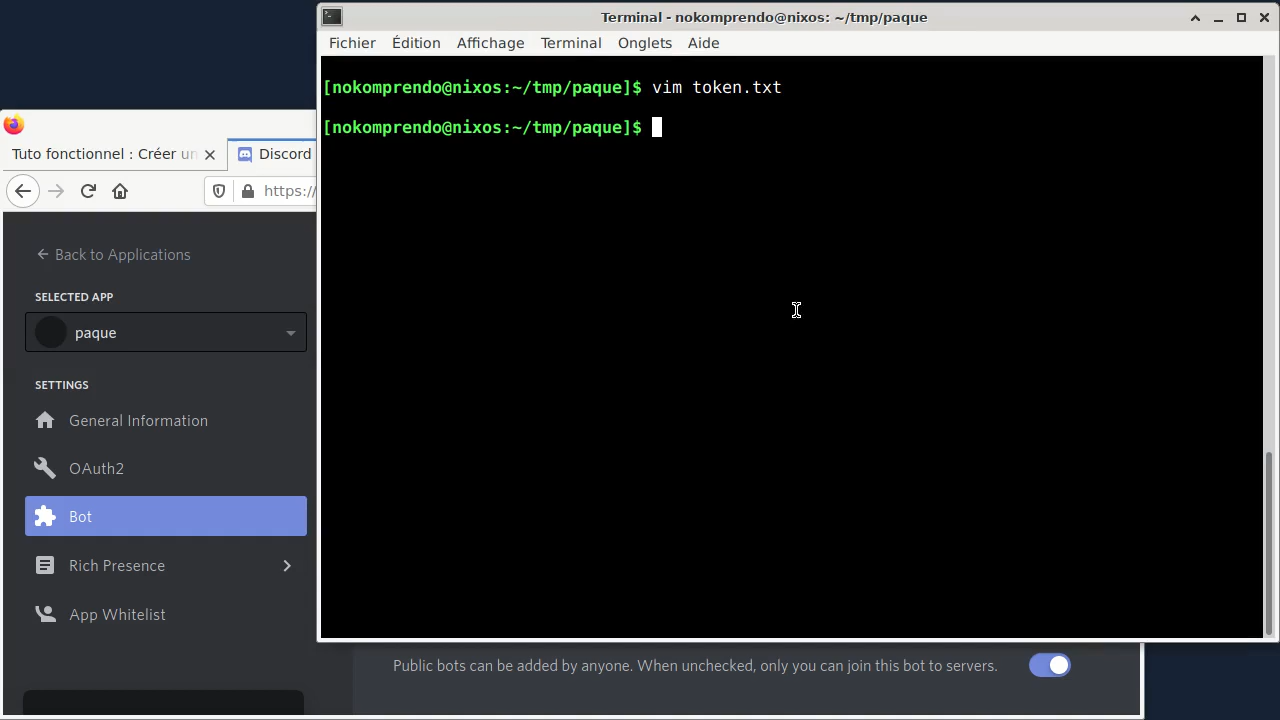 Terminal - nokomprendo@nixos: ~/tmp/paque
Fichier Édition Affichage Terminal Onglets Aide
[nokomprendo@nixos:~/tmp/paque]$ vim token.txt
[nokomprendo@nixos:~/tmp/paque]$
Tuto fonctionnel : Créer un
Discord
https://
Back to Applications
SELECTED APP
paque
SETTINGS
General Information
OAuth2
Bot
Rich Presence
App Whitelist
Public bots can be added by anyone. When unchecked, only you can join this bot to servers.